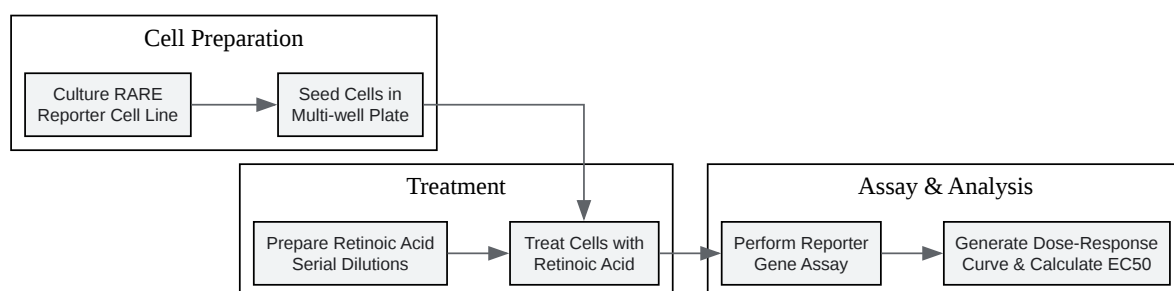 Cell Preparation
Culture RARE
Reporter Cell Line
Seed Cells in
Multi-well Plate
Treatment
Prepare Retinoic Acid
Serial Dilutions
Treat Cells with
Retinoic Acid
Assay & Analysis
Perform Reporter
Gene Assay
Generate Dose-Response
Curve & Calculate EC50